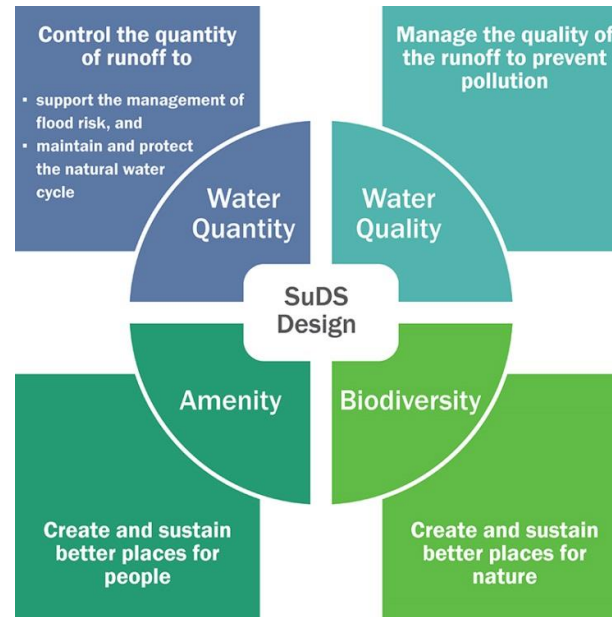 Control the quantity
of runoff to
▪ support the management of
flood risk, and
▪ maintain and protect
the natural water
cycle
Manage the quality of
the runoff to prevent
pollution
Water
Quantity
Water
Quality
SuDS
Design
Amenity
Biodiversity
Create and sustain
better places for
people
Create and sustain
better places for
nature